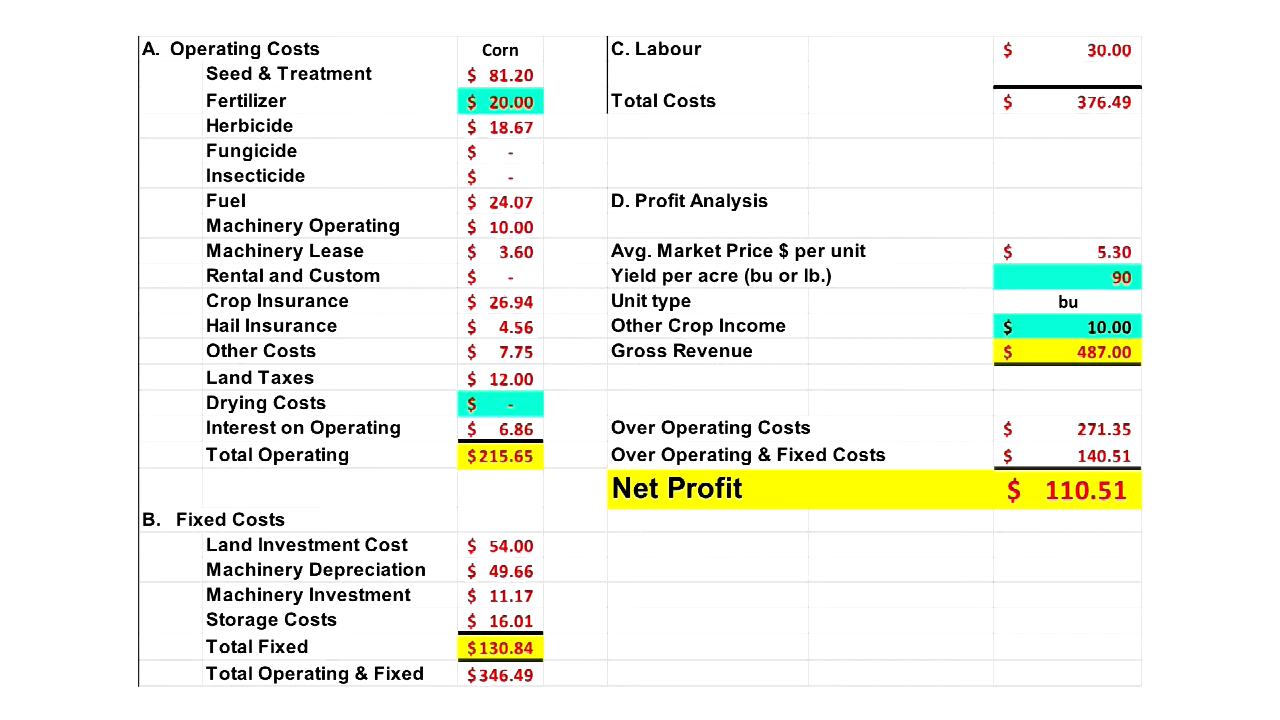 A. Operating Costs Corn
Seed & Treatment $ 81.20
Fertilizer $ 20.00
Herbicide $ 18.67
Fungicide $ -
Insecticide $ -
Fuel $ 24.07
Machinery Operating $ 10.00
Machinery Lease $ 3.60
Rental and Custom $ -
Crop Insurance $ 26.94
Hail Insurance $ 4.56
Other Costs $ 7.75
Land Taxes $ 12.00
Drying Costs $ -
Interest on Operating $ 6.86
Total Operating $215.65
B. Fixed Costs
Land Investment Cost $ 54.00
Machinery Depreciation $ 49.66
Machinery Investment $ 11.17
Storage Costs $ 16.01
Total Fixed $130.84
Total Operating & Fixed $346.49
C. Labour $ 30.00
Total Costs $ 376.49
D. Profit Analysis
Avg. Market Price $ per unit $ 5.30
Yield per acre (bu or lb.) 90
Unit type bu
Other Crop Income $ 10.00
Gross Revenue $ 487.00
Over Operating Costs $ 271.35
Over Operating & Fixed Costs $ 140.51
Net Profit $ 110.51